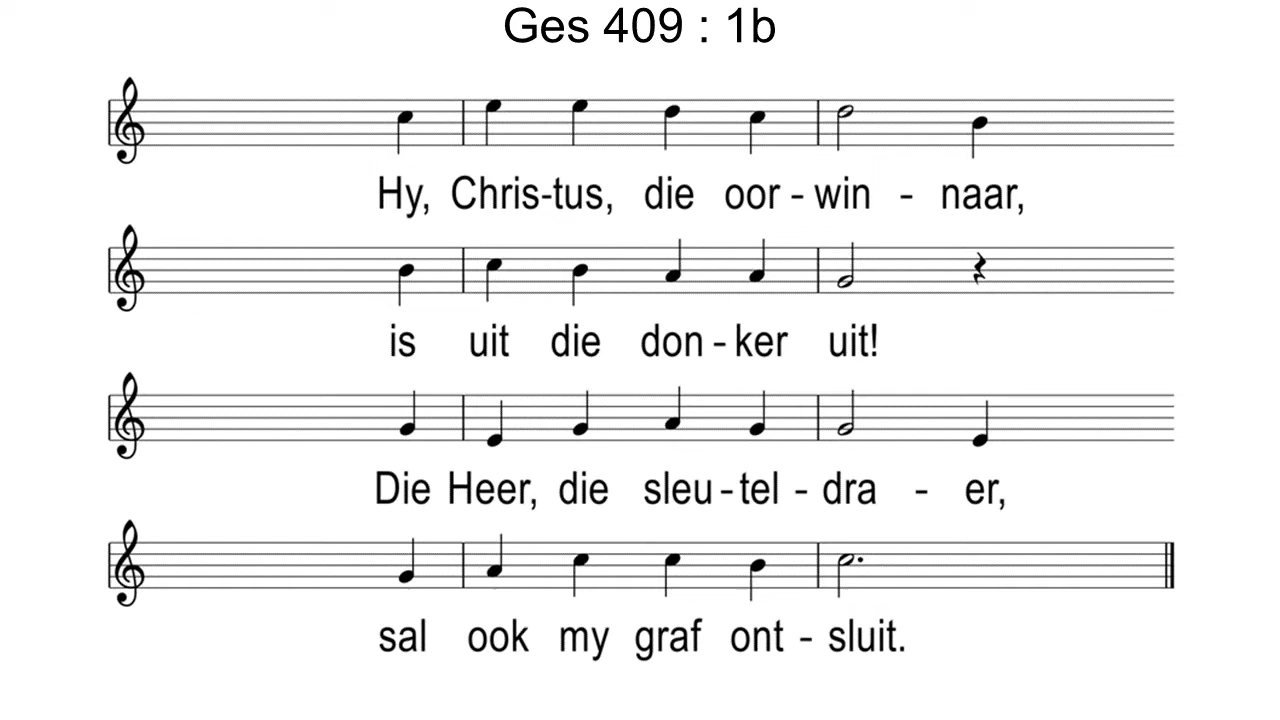 Ges 409 : 1b
Hy, Chris-tus, die oor - win - naar,
is uit die don - ker uit!
Die Heer, die sleu - tel - dra - er,
sal ook my graf ont - sluit.